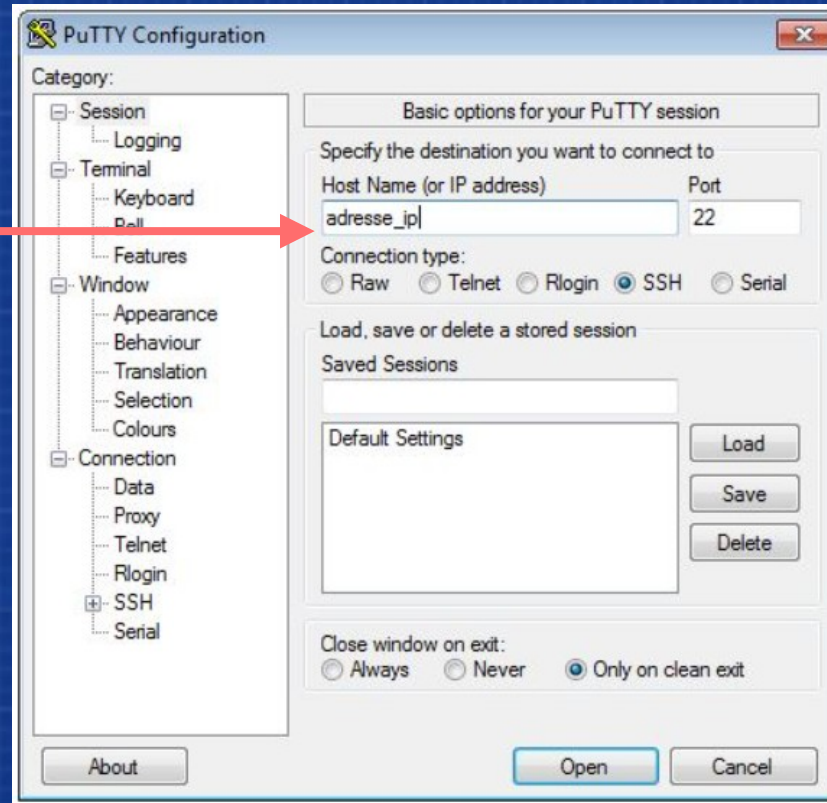 PuTTY Configuration
Category:
Session
Logging
Terminal
Keyboard
Bell
Features
Window
Appearance
Behaviour
Translation
Selection
Colours
Connection
Data
Proxy
Telnet
Rlogin
SSH
Serial
Basic options for your PuTTY session
Specify the destination you want to connect to
Host Name (or IP address) Port
adresse_ip 22
Connection type:
Raw Telnet Rlogin SSH Serial
Load, save or delete a stored session
Saved Sessions
Default Settings
Load
Save
Delete
Close window on exit:
Always Never Only on clean exit
About Open Cancel